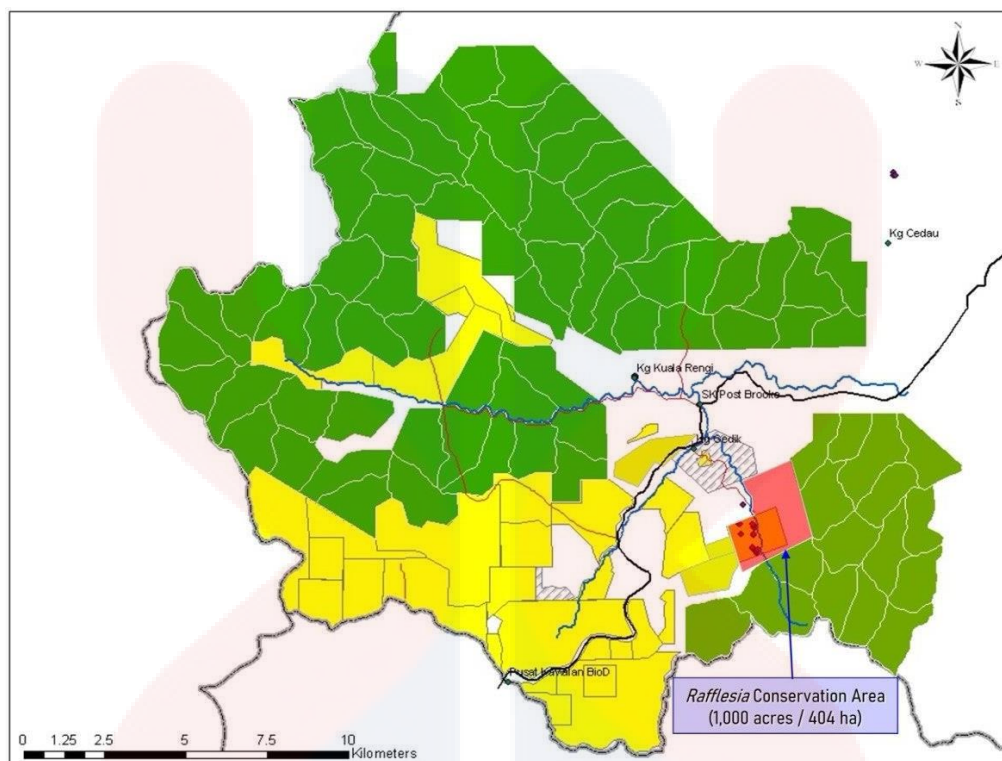 N
W E
S
Kg Cedau
Kg Kuala Rengi
SK Post Brooke
Kg Gedik
Pusat Kawalan BioD
Rafflesia Conservation Area
(1,000 acres / 404 ha)
0 1.25 2.5 5 7.5 10
Kilometers